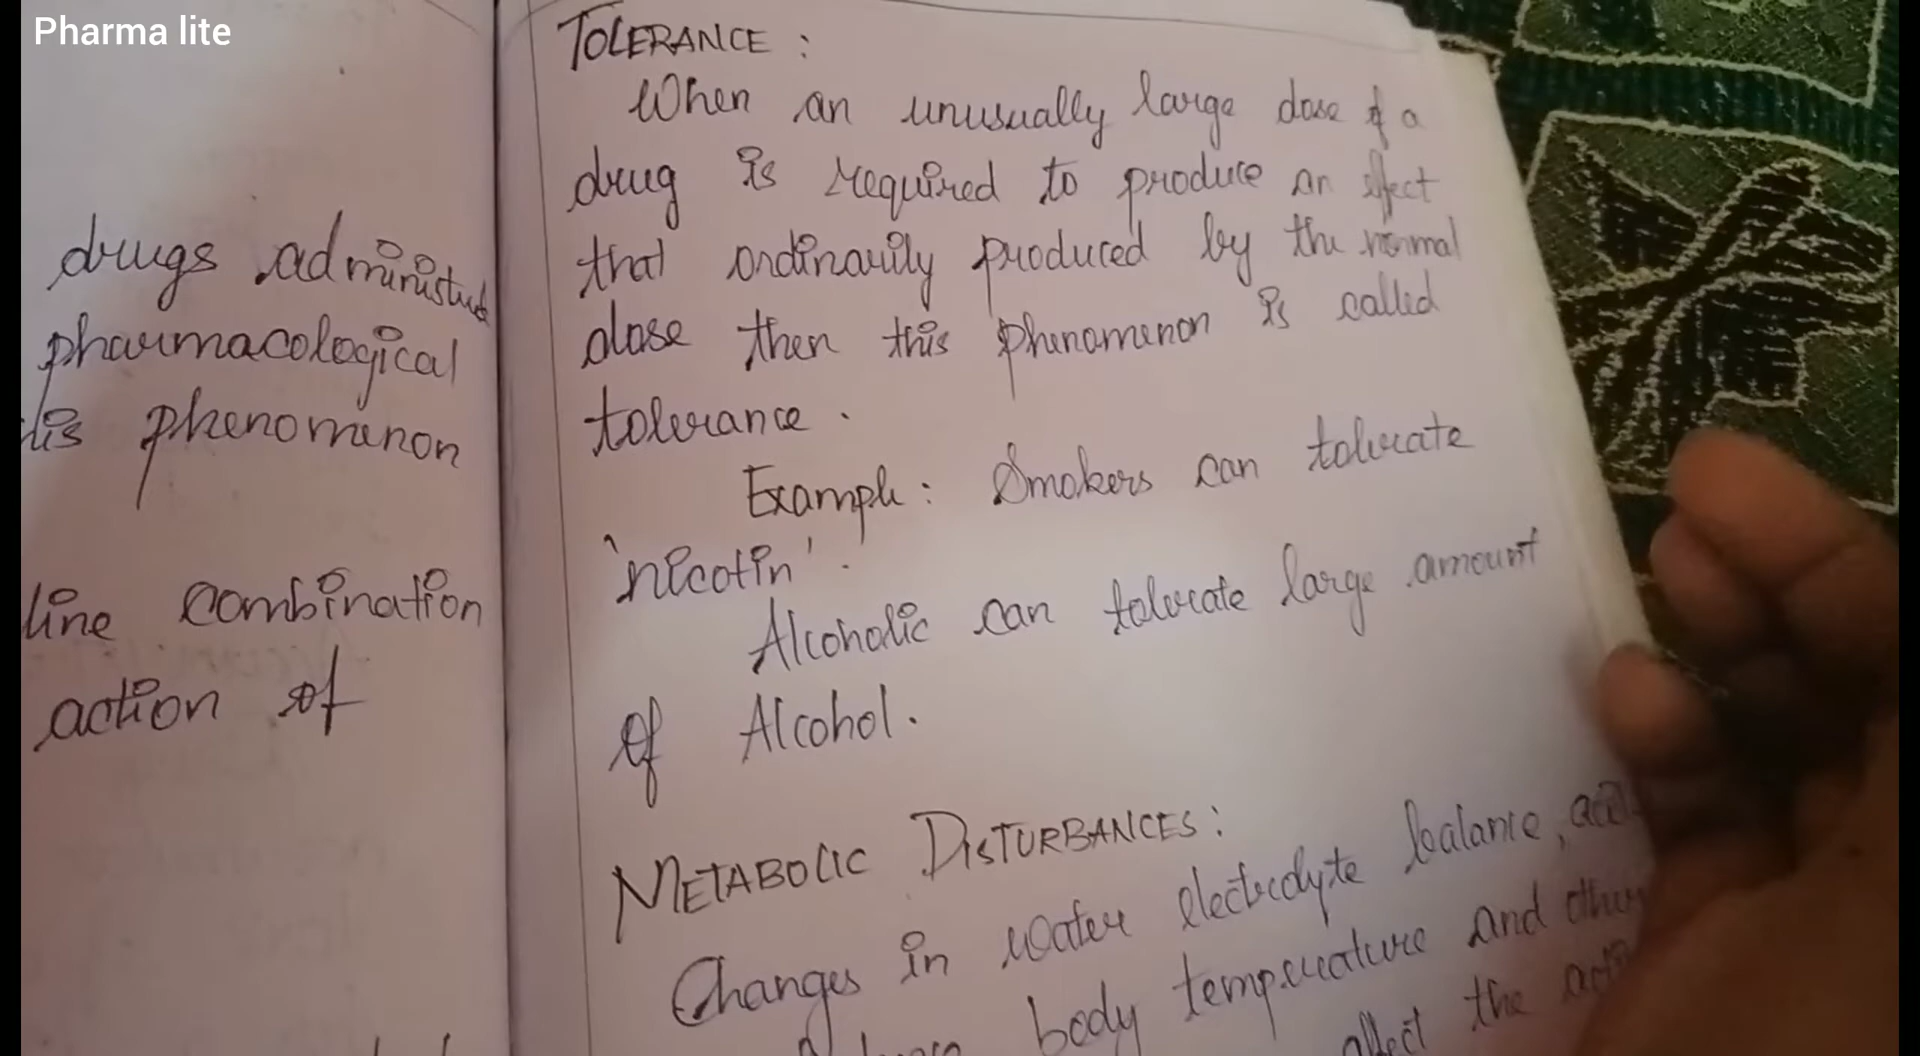 Pharma lite
drugs administed
pharmacological
phenomenon
line combination
action of
TOLERANCE :
When an unusually large dose of a
drug is required to produce an effect
that ordinarily produced by the normal
dose then this phenomenon is called
tolerance .
Example : Smokers can tolerate
'nicotin' .
Alcoholic can tolerate large amount
of Alcohol .
METABOLIC DISTURBANCES :
Changes in water electrolyte balance ,
body temperature and other
affect the